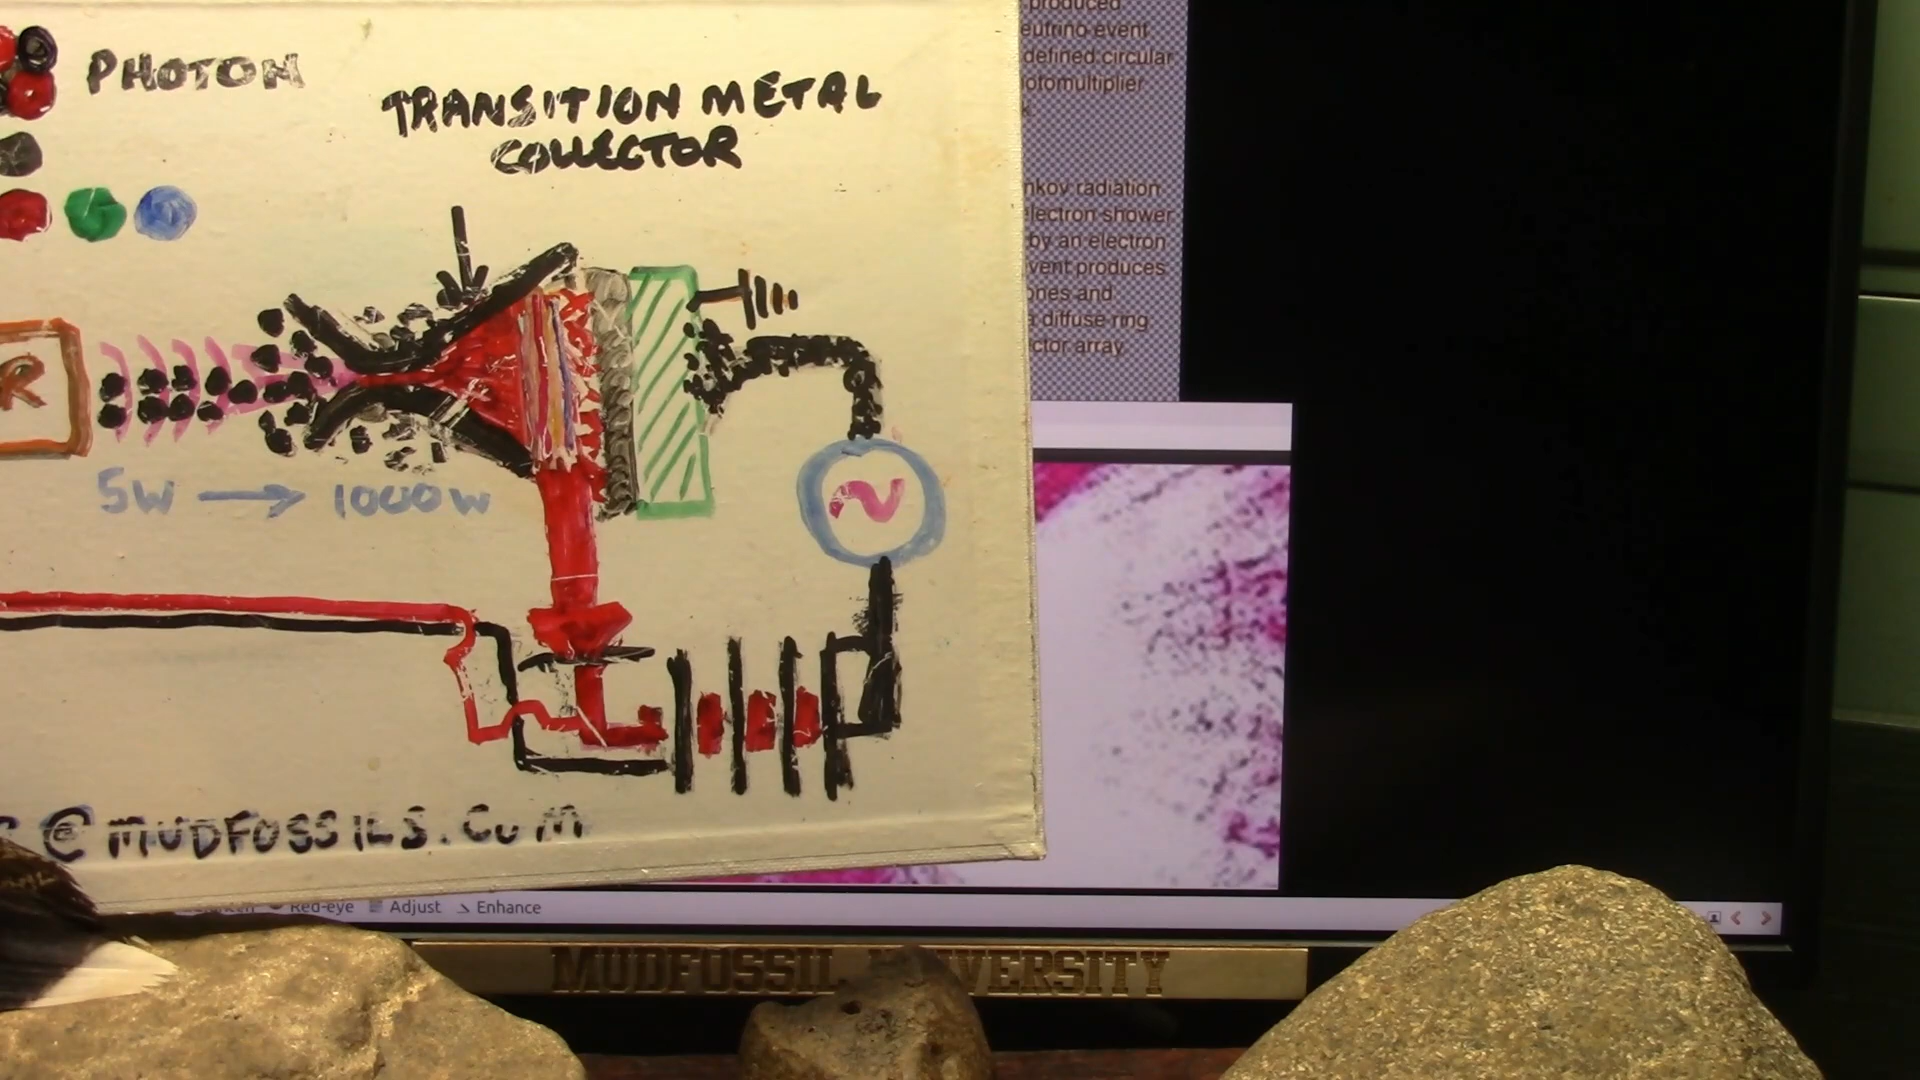 PHOTON
TRANSITION METAL
COLLECTOR
R
5W → 1000W
@MUDFOSSILS.COM
produced
eutrino event
defined circular
otomultiplier
nkov radiation
lectron shower
by an electron
vent produces
ones and
diffuse ring
ctor array
Red-eye Adjust Enhance
MUDFOSSIL UNIVERSITY